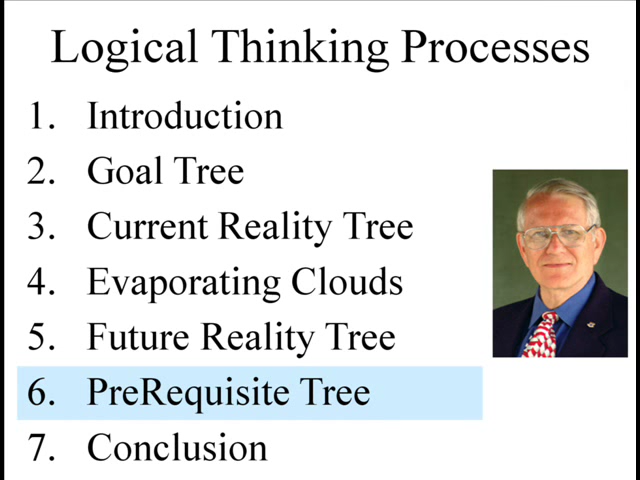 Logical Thinking Processes
1. Introduction
2. Goal Tree
3. Current Reality Tree
4. Evaporating Clouds
5. Future Reality Tree
6. PreRequisite Tree
7. Conclusion